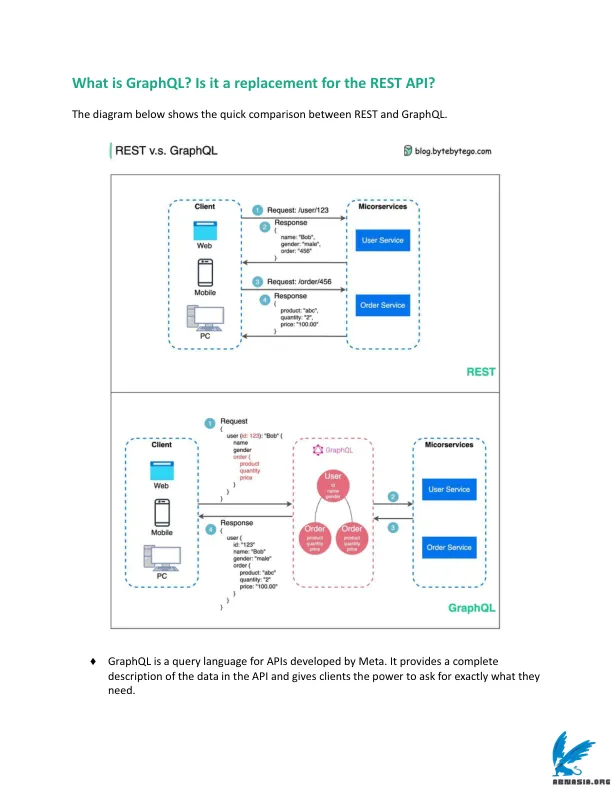 What is GraphQL? Is it a replacement for the REST API?
The diagram below shows the quick comparison between REST and GraphQL.
REST v.s. GraphQL
blog.bytebytego.com
Client
Web
Mobile
PC
1 Request: /user/123
2 Response
{
name: "Bob",
gender: "male",
order: "456"
}
3 Request: /order/456
4 Response
{
product: "abc",
quantity: "2",
price: "100.00"
}
Micorservices
User Service
Order Service
REST
Client
Web
Mobile
PC
1 Request
{
user (id: 123): "Bob" {
name
gender
order {
product
quantity
price
}
}
}
4 Response
{
user {
id: "123"
name: "Bob"
gender: "male"
order {
product: "abc"
quantity: "2"
price: "100.00"
}
}
}
GraphQL
User
id
name
gender
Order
product
quantity
price
Order
product
quantity
price
2
3
Micorservices
User Service
Order Service
GraphQL
♦ GraphQL is a query language for APIs developed by Meta. It provides a complete
description of the data in the API and gives clients the power to ask for exactly what they
need.
ABNASIA.ORG